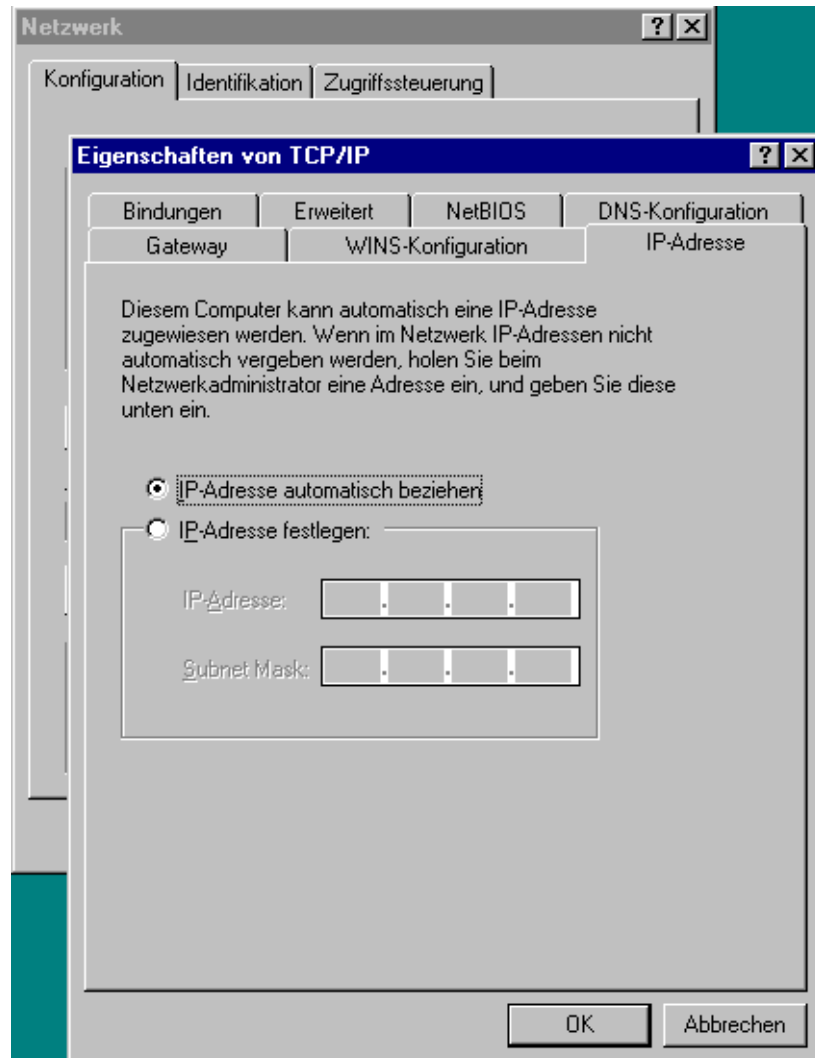 Netzwerk
Konfiguration Identifikation Zugriffssteuerung
Eigenschaften von TCP/IP
Bindungen Erweitert NetBIOS DNS-Konfiguration
Gateway WINS-Konfiguration IP-Adresse
Diesem Computer kann automatisch eine IP-Adresse
zugewiesen werden. Wenn im Netzwerk IP-Adressen nicht
automatisch vergeben werden, holen Sie beim
Netzwerkadministrator eine Adresse ein, und geben Sie diese
unten ein.
IP-Adresse automatisch beziehen
IP-Adresse festlegen:
IP-Adresse:
Subnet Mask:
OK Abbrechen